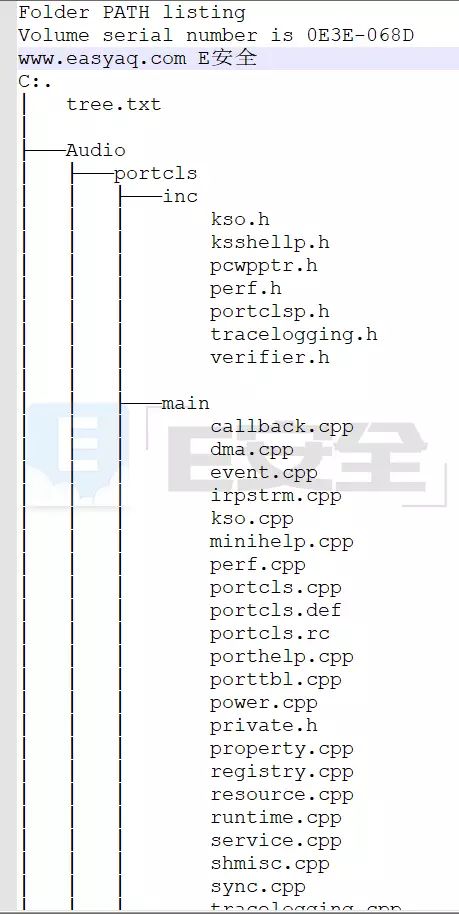 Folder PATH listing
Volume serial number is 0E3E-068D
www.easyaq.com E安全
C:.
│   tree.txt
│
├───Audio
│   ├───portcls
│   │   ├───inc
│   │   │       kso.h
│   │   │       ksshellp.h
│   │   │       pcwpptr.h
│   │   │       perf.h
│   │   │       portclsp.h
│   │   │       tracelogging.h
│   │   │       verifier.h
│   │   │
│   │   ├───main
│   │   │       callback.cpp
│   │   │       dma.cpp
│   │   │       event.cpp
│   │   │       irpstrm.cpp
│   │   │       kso.cpp
│   │   │       minihelp.cpp
│   │   │       perf.cpp
│   │   │       portcls.cpp
│   │   │       portcls.def
│   │   │       portcls.rc
│   │   │       porthelp.cpp
│   │   │       porttbl.cpp
│   │   │       power.cpp
│   │   │       private.h
│   │   │       property.cpp
│   │   │       registry.cpp
│   │   │       resource.cpp
│   │   │       runtime.cpp
│   │   │       service.cpp
│   │   │       shmisc.cpp
│   │   │       sync.cpp
│   │   │       tracelogging.cpp
E
E安全